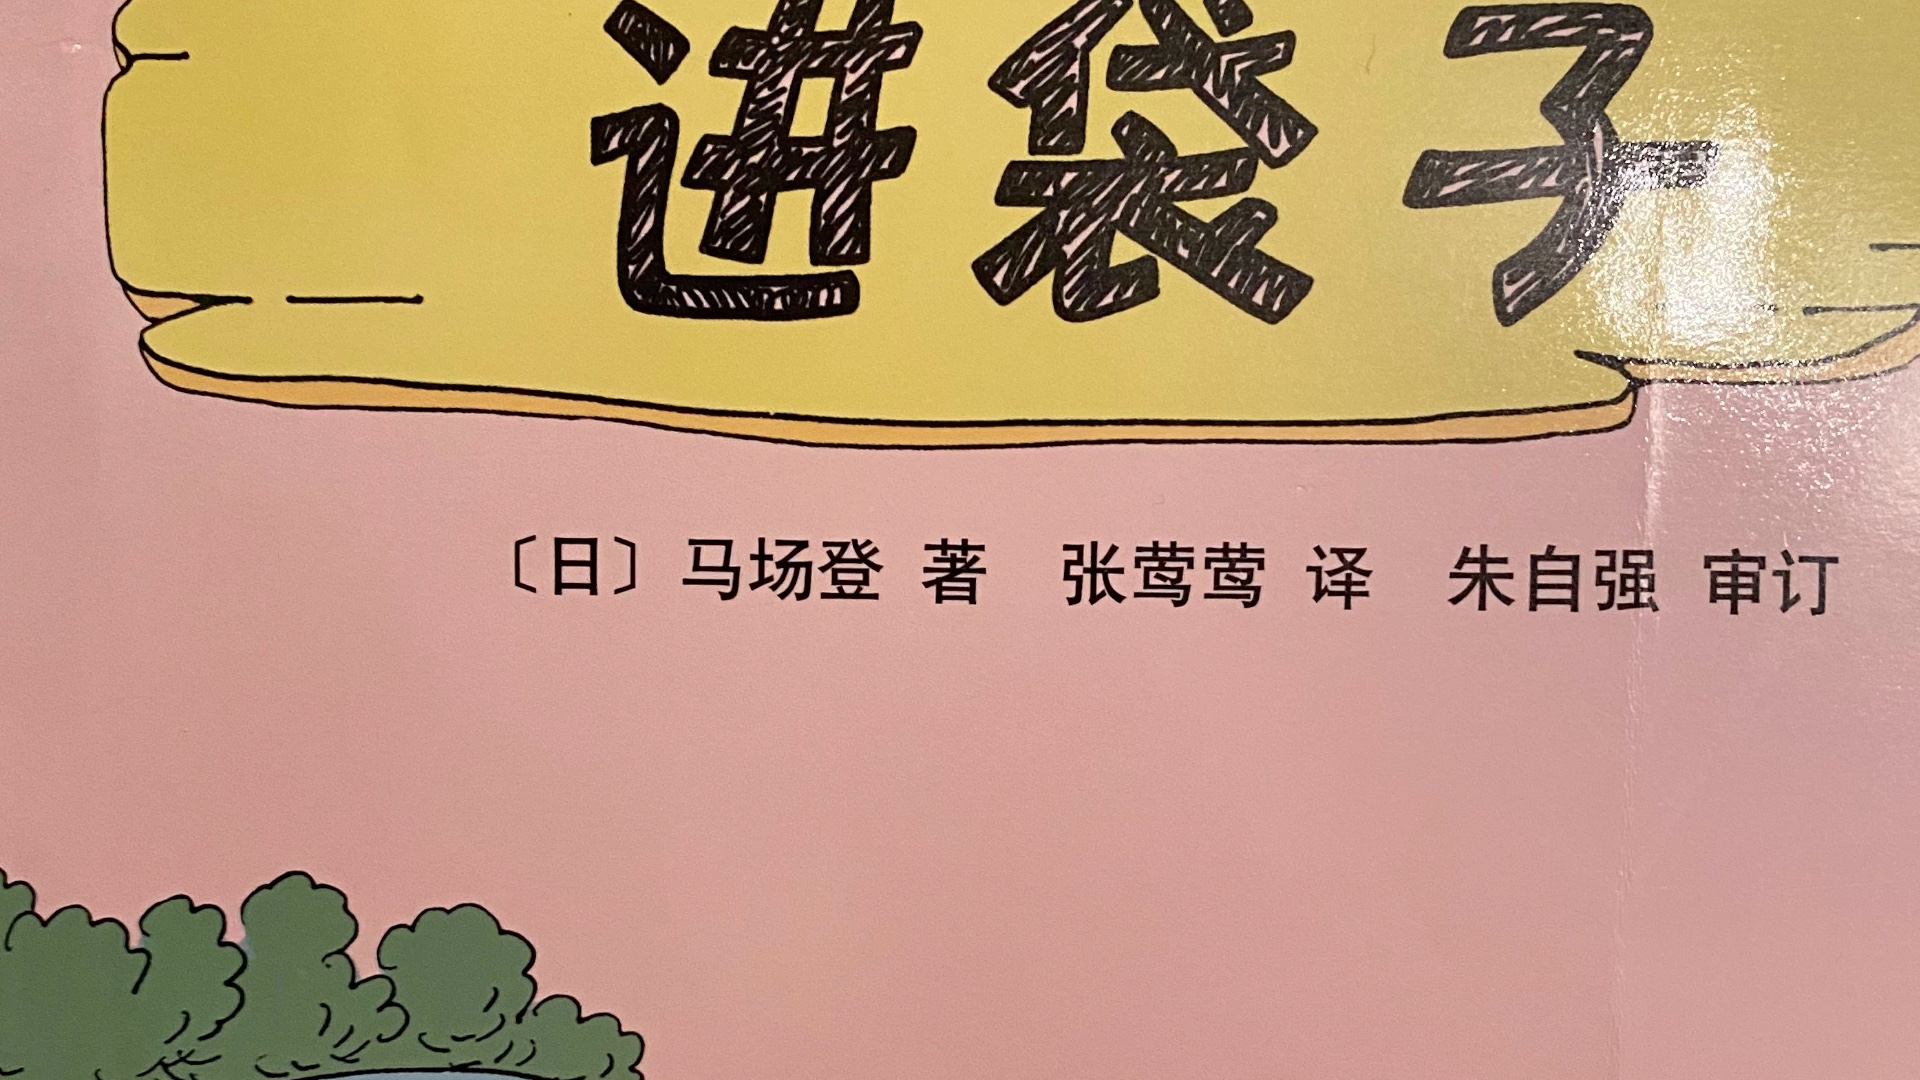 进袋子
〔日〕马场登 著 张莺莺 译 朱自强 审订